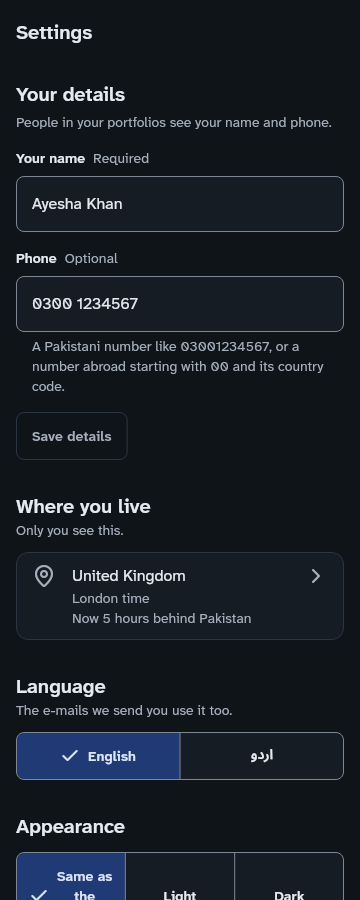 Settings
Your details
People in your portfolios see your name and phone.
Your name Required
Ayesha Khan
Phone Optional
0300 1234567
A Pakistani number like 03001234567, or a
number abroad starting with 00 and its country
code.
Save details
Where you live
Only you see this.
United Kingdom
London time
Now 5 hours behind Pakistan
Language
The e-mails we send you use it too.
English
اردو
Appearance
Same as
the
Light
Dark